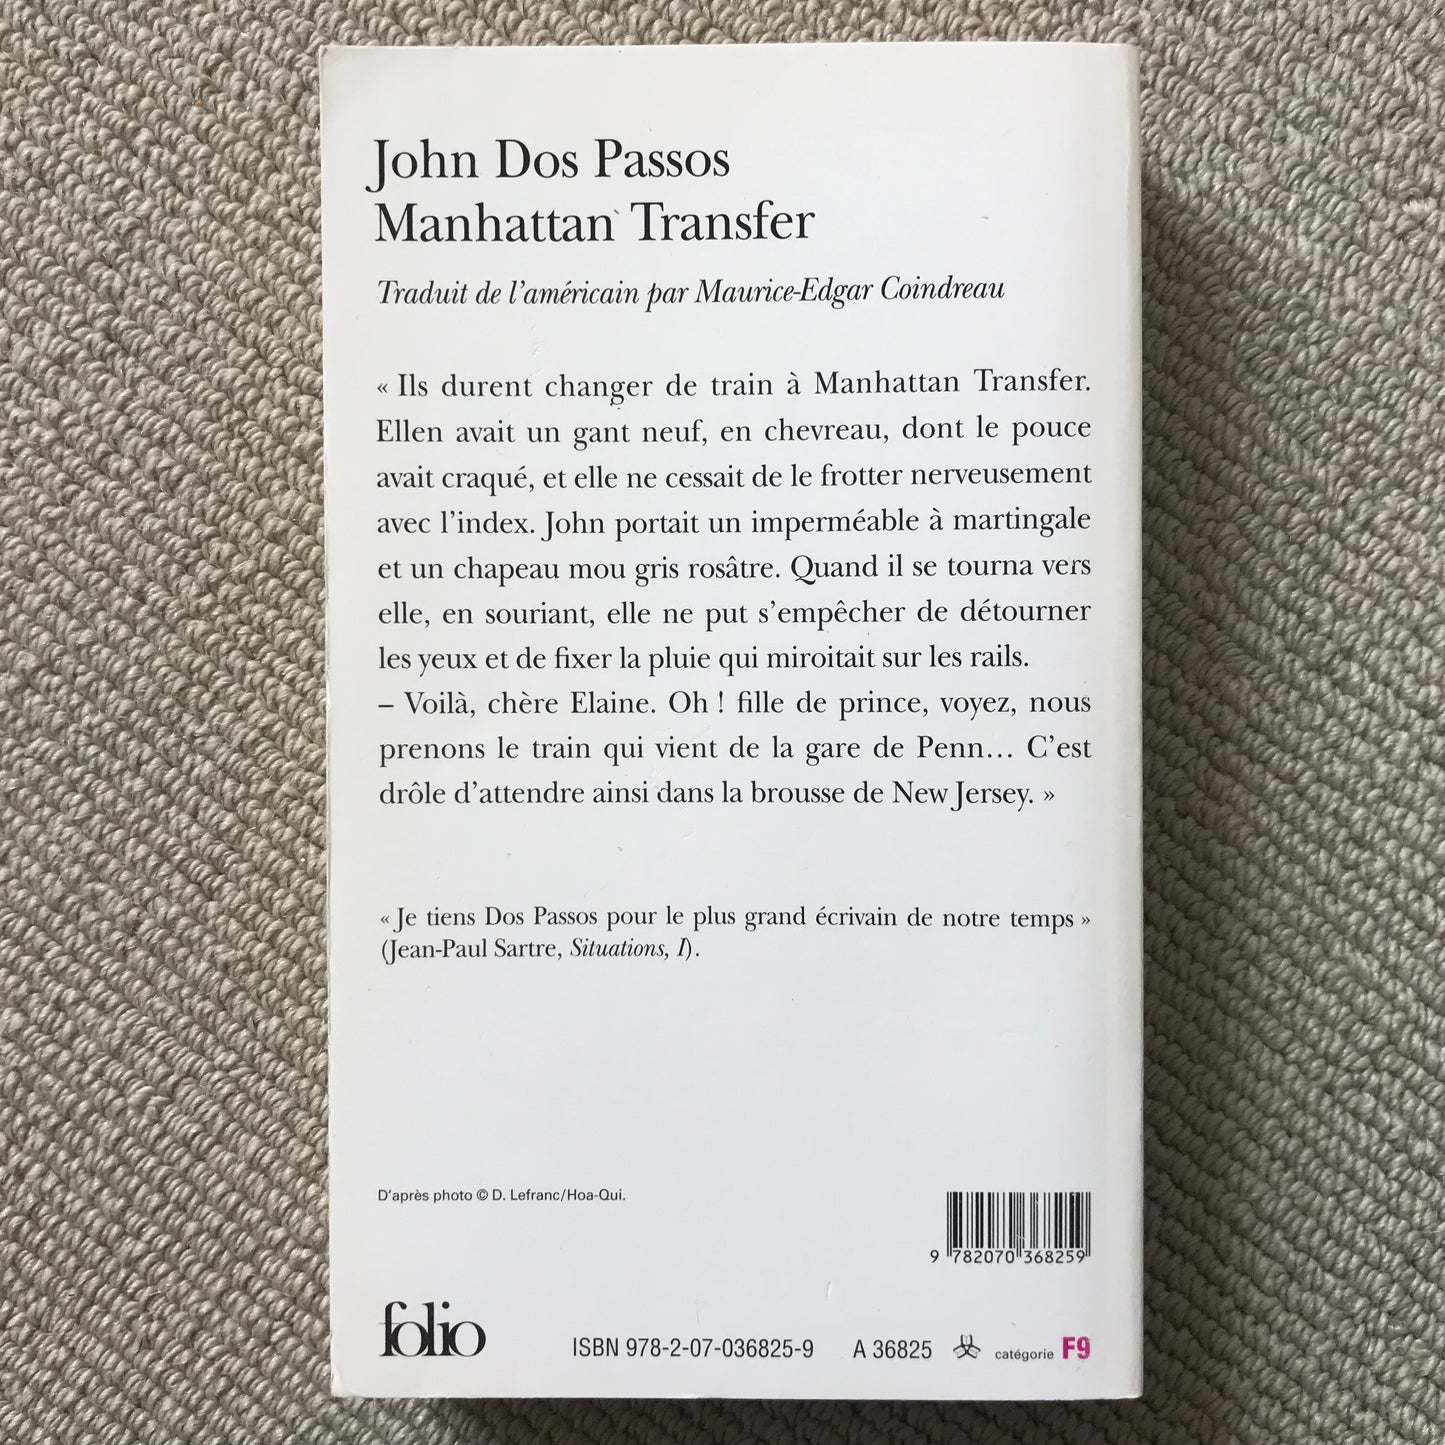 John Dos Passos
Manhattan Transfer
Traduit de l'américain par Maurice-Edgar Coindreau
« Ils durent changer de train à Manhattan Transfer.
Ellen avait un gant neuf, en chevreau, dont le pouce
avait craqué, et elle ne cessait de le frotter nerveusement
avec l'index. John portait un imperméable à martingale
et un chapeau mou gris rosâtre. Quand il se tourna vers
elle, en souriant, elle ne put s'empêcher de détourner
les yeux et de fixer la pluie qui miroitait sur les rails.
– Voilà, chère Elaine. Oh ! fille de prince, voyez, nous
prenons le train qui vient de la gare de Penn... C'est
drôle d'attendre ainsi dans la brousse de New Jersey. »
« Je tiens Dos Passos pour le plus grand écrivain de notre temps »
(Jean-Paul Sartre, Situations, I).
D'après photo © D. Lefranc/Hoa-Qui.
9 782070 368259
folio
ISBN 978-2-07-036825-9 A 36825 catégorie F9